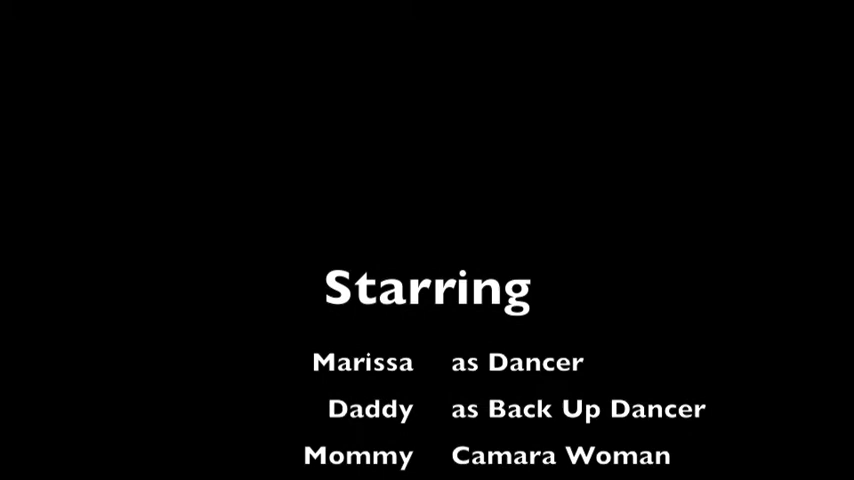 Starring
Marissa as Dancer
Daddy as Back Up Dancer
Mommy Camara Woman